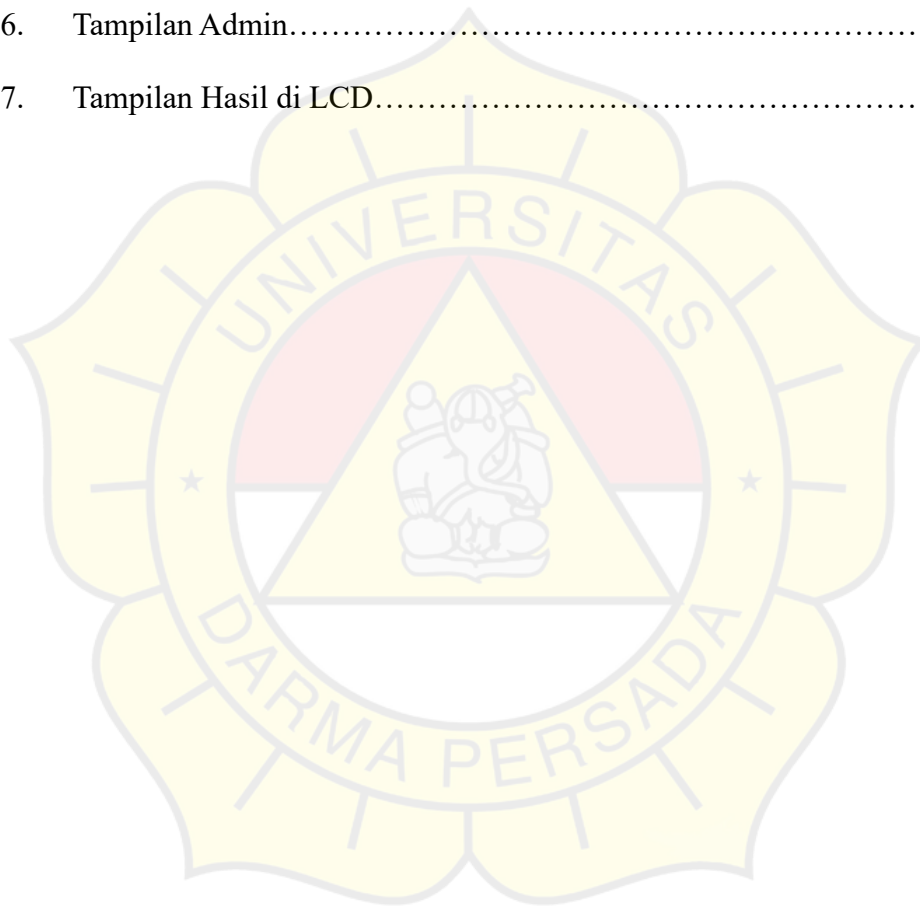 6. Tampilan Admin……………………………………………………
7. Tampilan Hasil di LCD……………………………………………
UNIVERSITAS
DARMA PERSADA